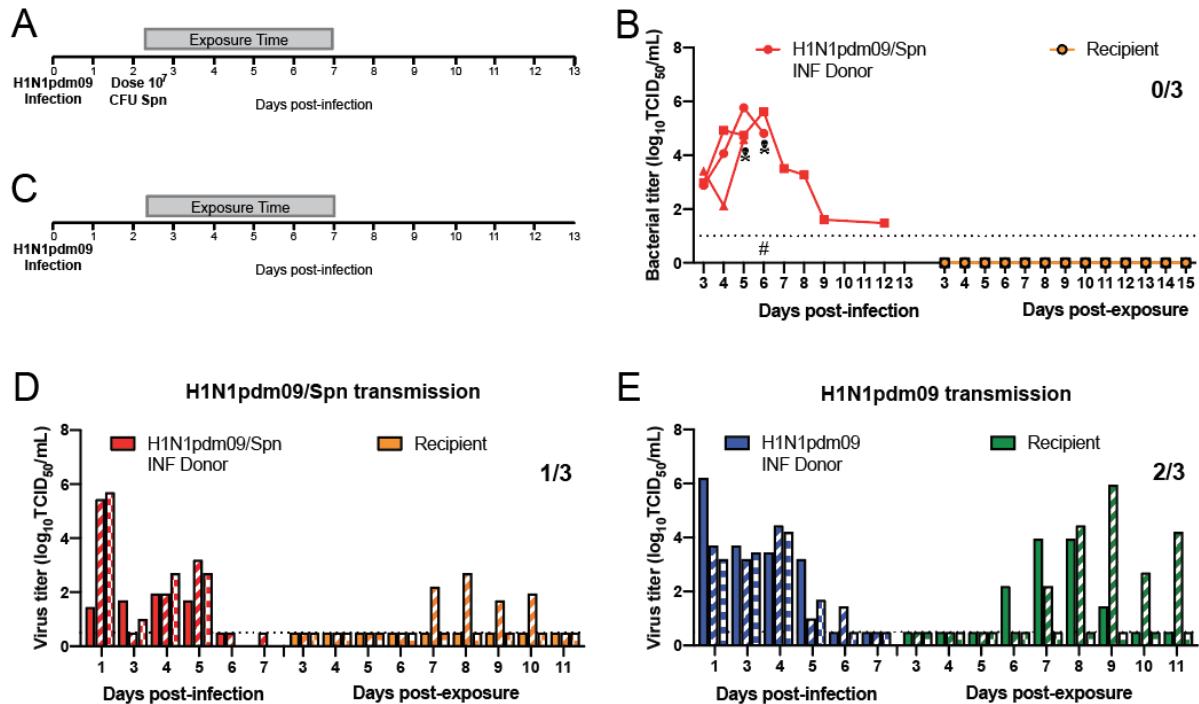 A
Exposure Time
0 1 2 3 4 5 6 7 8 9 10 11 12 13
H1N1pdm09
Infection
Dose 10⁷
CFU Spn
Days post-infection
B
H1N1pdm09/Spn
INF Donor
Recipient
0/3
Bacterial titer (log₁₀TCID₅₀/mL)
8
6
4
2
0
#
3 4 5 6 7 8 9 10 11 12 13
3 4 5 6 7 8 9 10 11 12 13 14 15
Days post-infection
Days post-exposure
C
Exposure Time
0 1 2 3 4 5 6 7 8 9 10 11 12 13
H1N1pdm09
Infection
Days post-infection
D
H1N1pdm09/Spn transmission
H1N1pdm09/Spn
INF Donor
Recipient
1/3
Virus titer (log₁₀TCID₅₀/mL)
8
6
4
2
0
1 3 4 5 6 7
3 4 5 6 7 8 9 10 11
Days post-infection
Days post-exposure
E
H1N1pdm09 transmission
H1N1pdm09
INF Donor
Recipient
2/3
Virus titer (log₁₀TCID₅₀/mL)
8
6
4
2
0
1 3 4 5 6 7
3 4 5 6 7 8 9 10 11
Days post-infection
Days post-exposure